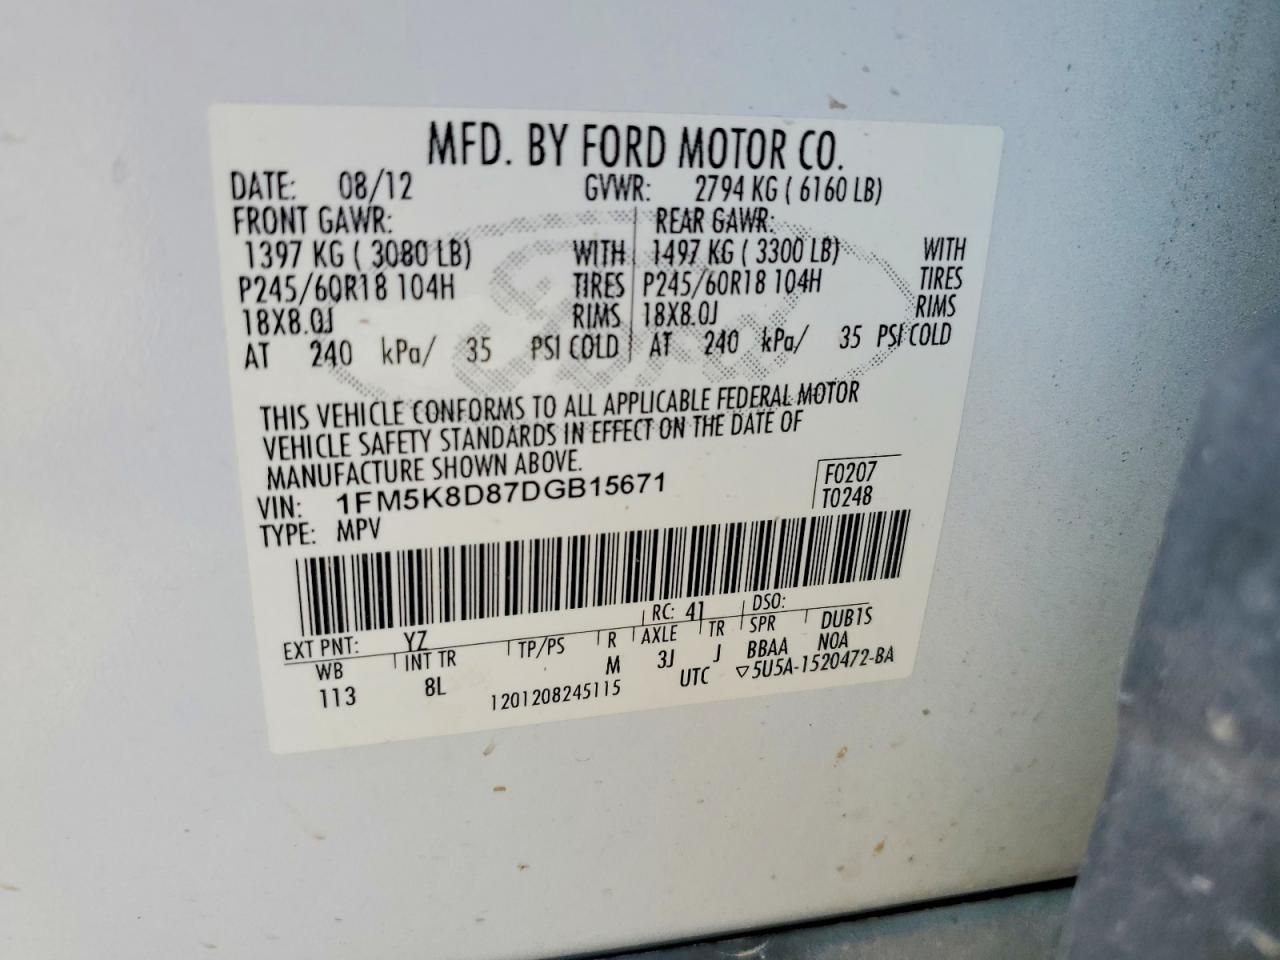 MFD. BY FORD MOTOR CO.
DATE: 08/12 GVWR: 2794 KG ( 6160 LB)
FRONT GAWR: REAR GAWR:
1397 KG ( 3080 LB) WITH 1497 KG ( 3300 LB) WITH
P245/60R18 104H TIRES P245/60R18 104H TIRES
18X8.0J RIMS 18X8.0J RIMS
AT 240 kPa/ 35 PSI COLD AT 240 kPa/ 35 PSI COLD
THIS VEHICLE CONFORMS TO ALL APPLICABLE FEDERAL MOTOR
VEHICLE SAFETY STANDARDS IN EFFECT ON THE DATE OF
MANUFACTURE SHOWN ABOVE.
VIN: 1FM5K8D87DGB15671 F0207
TYPE: MPV T0248
EXT PNT: YZ RC: 41 DSO:
WB INT TR TP/PS R AXLE TR SPR DUB1S
113 8L M 3J J BBAA NOA
1201208245115 UTC ▽5U5A-1520472-BA